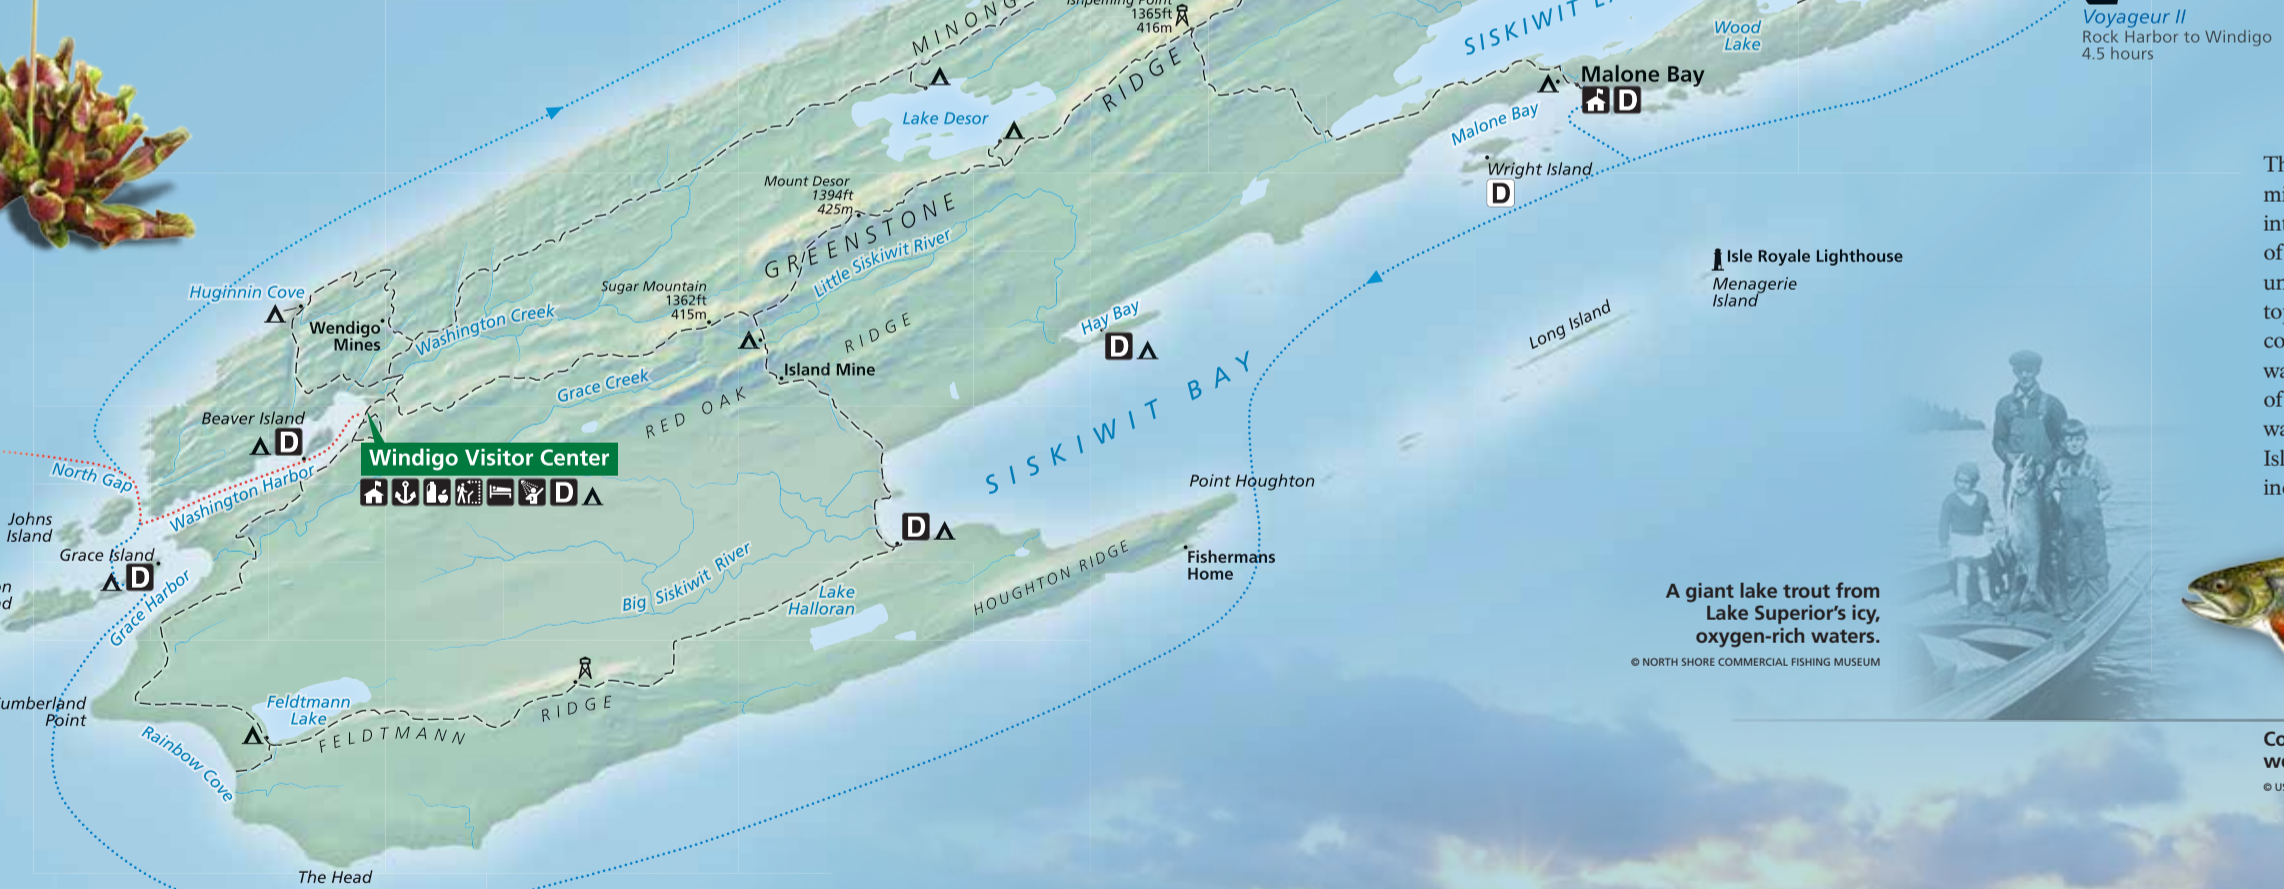 MINONG
1365ft
416m
RIDGE
SISKIWIT
Wood
Lake
Voyageur II
Rock Harbor to Windigo
4.5 hours
Malone Bay
D
Malone Bay
Lake Desor
Wright Island
D
Mount Desor
1394ft
425m
GREENSTONE
Little Siskiwit River
Isle Royale Lighthouse
Menagerie
Island
Huginnin Cove
Sugar Mountain
1362ft
415m
Wendigo
Mines
Washington Creek
Hay Bay
D
Long Island
RIDGE
Island Mine
Grace Creek
RED OAK
SISKIWIT BAY
Beaver Island
D
Windigo Visitor Center
D
North Gap
Washington Harbor
Point Houghton
Johns
Island
D
Grace Island
D
Grace Harbor
HOUGHTON RIDGE
Fishermans
Home
Big Siskiwit River
Lake
Halloran
A giant lake trout from
Lake Superior's icy,
oxygen-rich waters.
© NORTH SHORE COMMERCIAL FISHING MUSEUM
Feldtmann
Lake
RIDGE
FELDTMANN
Point
Rainbow Cove
The Head